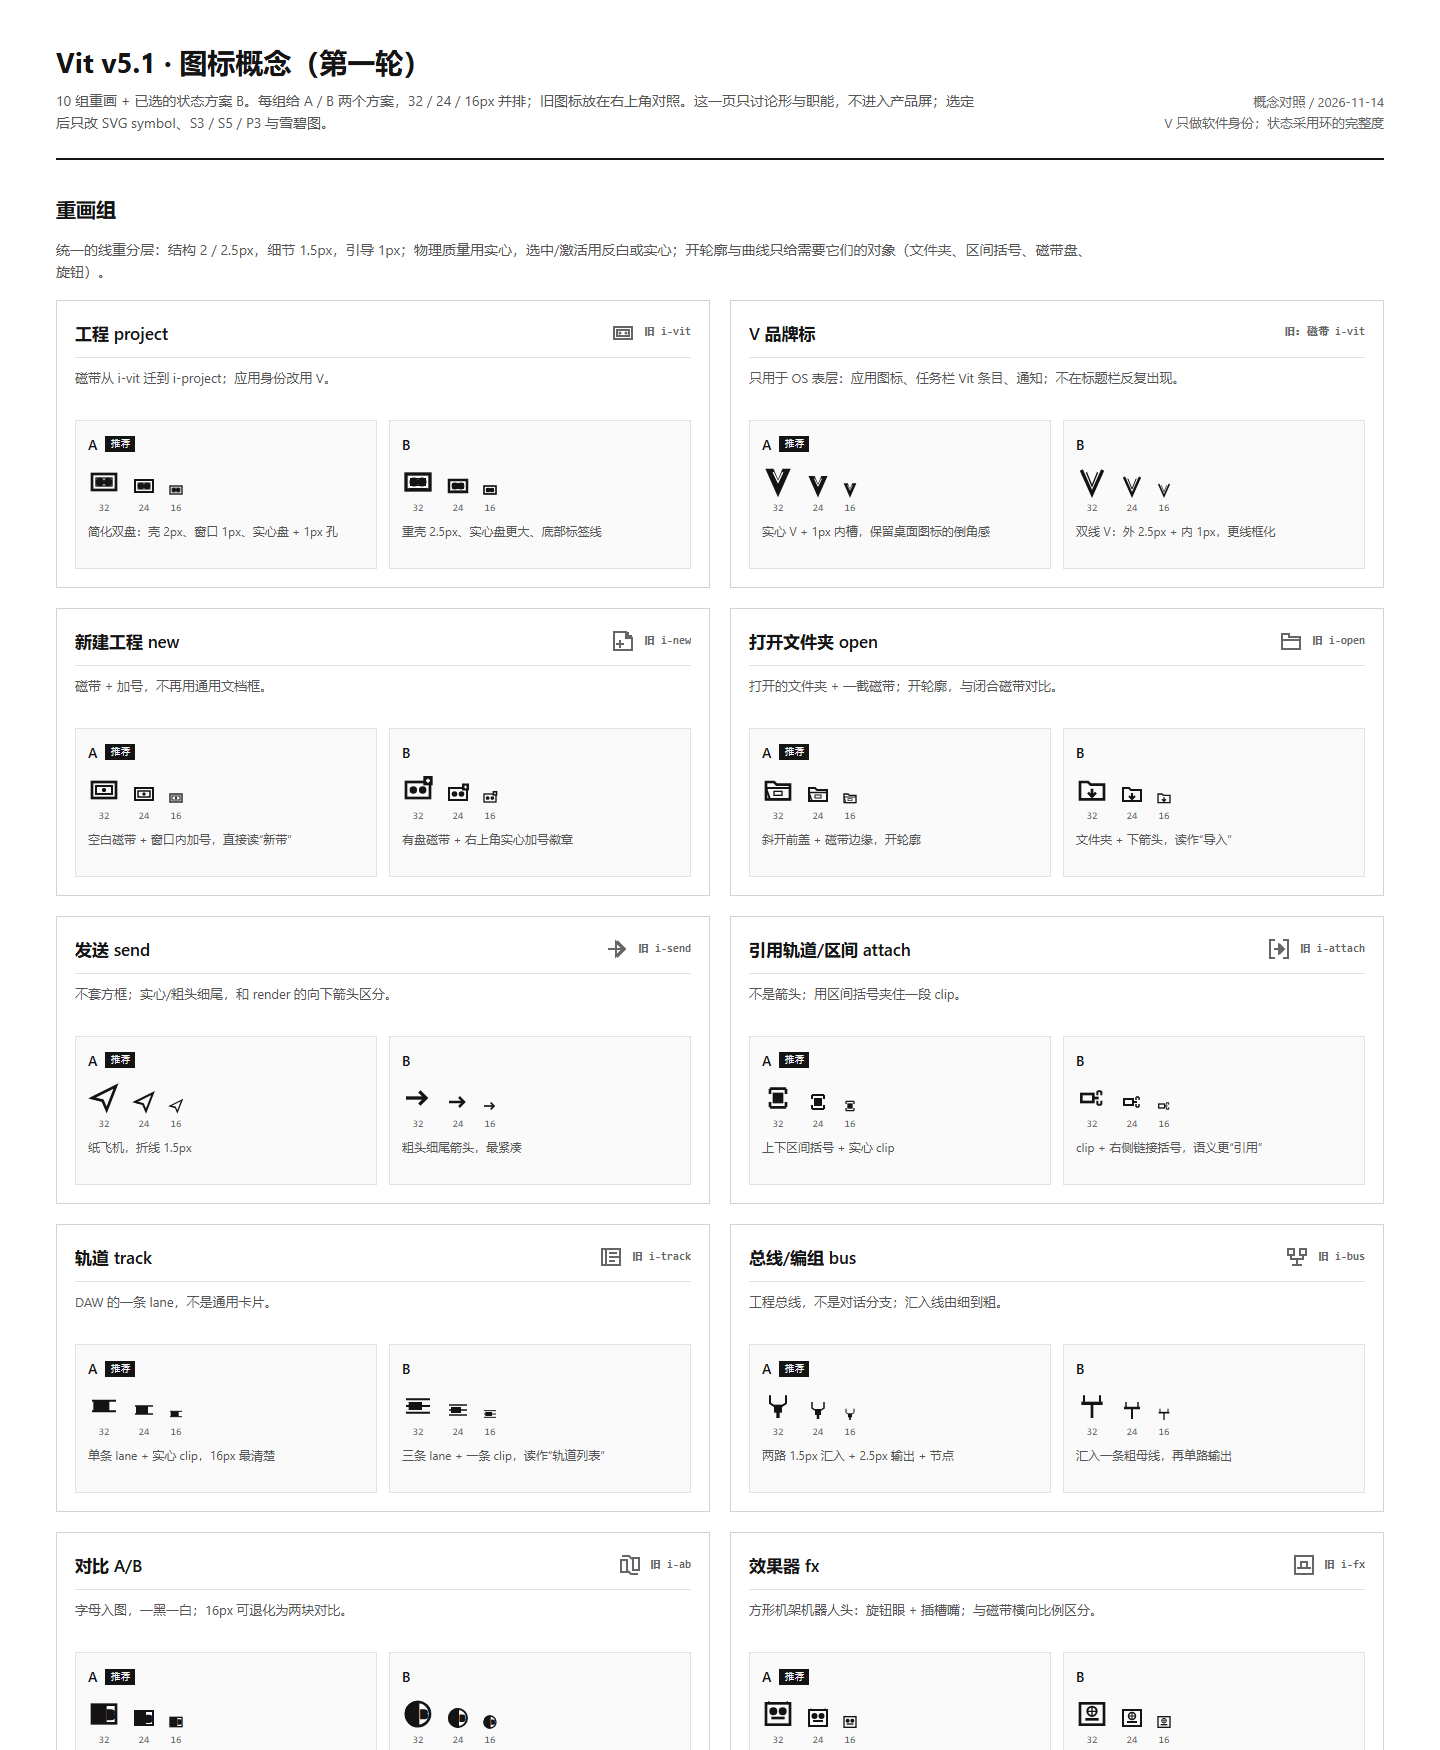 Vit v5.1 · 图标概念（第一轮）
10 组重画 + 已选的状态方案 B。每组给 A / B 两个方案，32 / 24 / 16px 并排；旧图标放在右上角对照。这一页只讨论形与职能，不进入产品屏；选定
后只改 SVG symbol、S3 / S5 / P3 与雪碧图。
概念对照 / 2026-11-14
V 只做软件身份；状态采用环的完整度
重画组
统一的线重分层：结构 2 / 2.5px，细节 1.5px，引导 1px；物理质量用实心，选中/激活用反白或实心；开轮廓与曲线只给需要它们的对象（文件夹、区间括号、磁带盘、
旋钮）。
工程 project
旧 i-vit
磁带从 i-vit 迁到 i-project；应用身份改用 V。
A 推荐
32 24 16
简化双盘：壳 2px、窗口 1px、实心盘 + 1px 孔
B
32 24 16
重壳 2.5px、实心盘更大、底部标签线
V 品牌标
旧：磁带 i-vit
只用于 OS 表层：应用图标、任务栏 Vit 条目、通知；不在标题栏反复出现。
A 推荐
32 24 16
实心 V + 1px 内槽，保留桌面图标的倒角感
B
32 24 16
双线 V：外 2.5px + 内 1px，更线框化
新建工程 new
旧 i-new
磁带 + 加号，不再用通用文档框。
A 推荐
32 24 16
空白磁带 + 窗口内加号，直接读“新带”
B
32 24 16
有盘磁带 + 右上角实心加号徽章
打开文件夹 open
旧 i-open
打开的文件夹 + 一截磁带；开轮廓，与闭合磁带对比。
A 推荐
32 24 16
斜开前盖 + 磁带边缘，开轮廓
B
32 24 16
文件夹 + 下箭头，读作“导入”
发送 send
旧 i-send
不套方框；实心/粗头细尾，和 render 的向下箭头区分。
A 推荐
32 24 16
纸飞机，折线 1.5px
B
32 24 16
粗头细尾箭头，最紧凑
引用轨道/区间 attach
旧 i-attach
不是箭头；用区间括号夹住一段 clip。
A 推荐
32 24 16
上下区间括号 + 实心 clip
B
32 24 16
clip + 右侧链接括号，语义更“引用”
轨道 track
旧 i-track
DAW 的一条 lane，不是通用卡片。
A 推荐
32 24 16
单条 lane + 实心 clip，16px 最清楚
B
32 24 16
三条 lane + 一条 clip，读作“轨道列表”
总线/编组 bus
旧 i-bus
工程总线，不是对话分支；汇入线由细到粗。
A 推荐
32 24 16
两路 1.5px 汇入 + 2.5px 输出 + 节点
B
32 24 16
汇入一条粗母线，再单路输出
对比 A/B
旧 i-ab
字母入图，一黑一白；16px 可退化为两块对比。
A 推荐
32 24 16
B
32 24 16
效果器 fx
旧 i-fx
方形机架机器人头：旋钮眼 + 插槽嘴；与磁带横向比例区分。
A 推荐
32 24 16
B
32 24 16